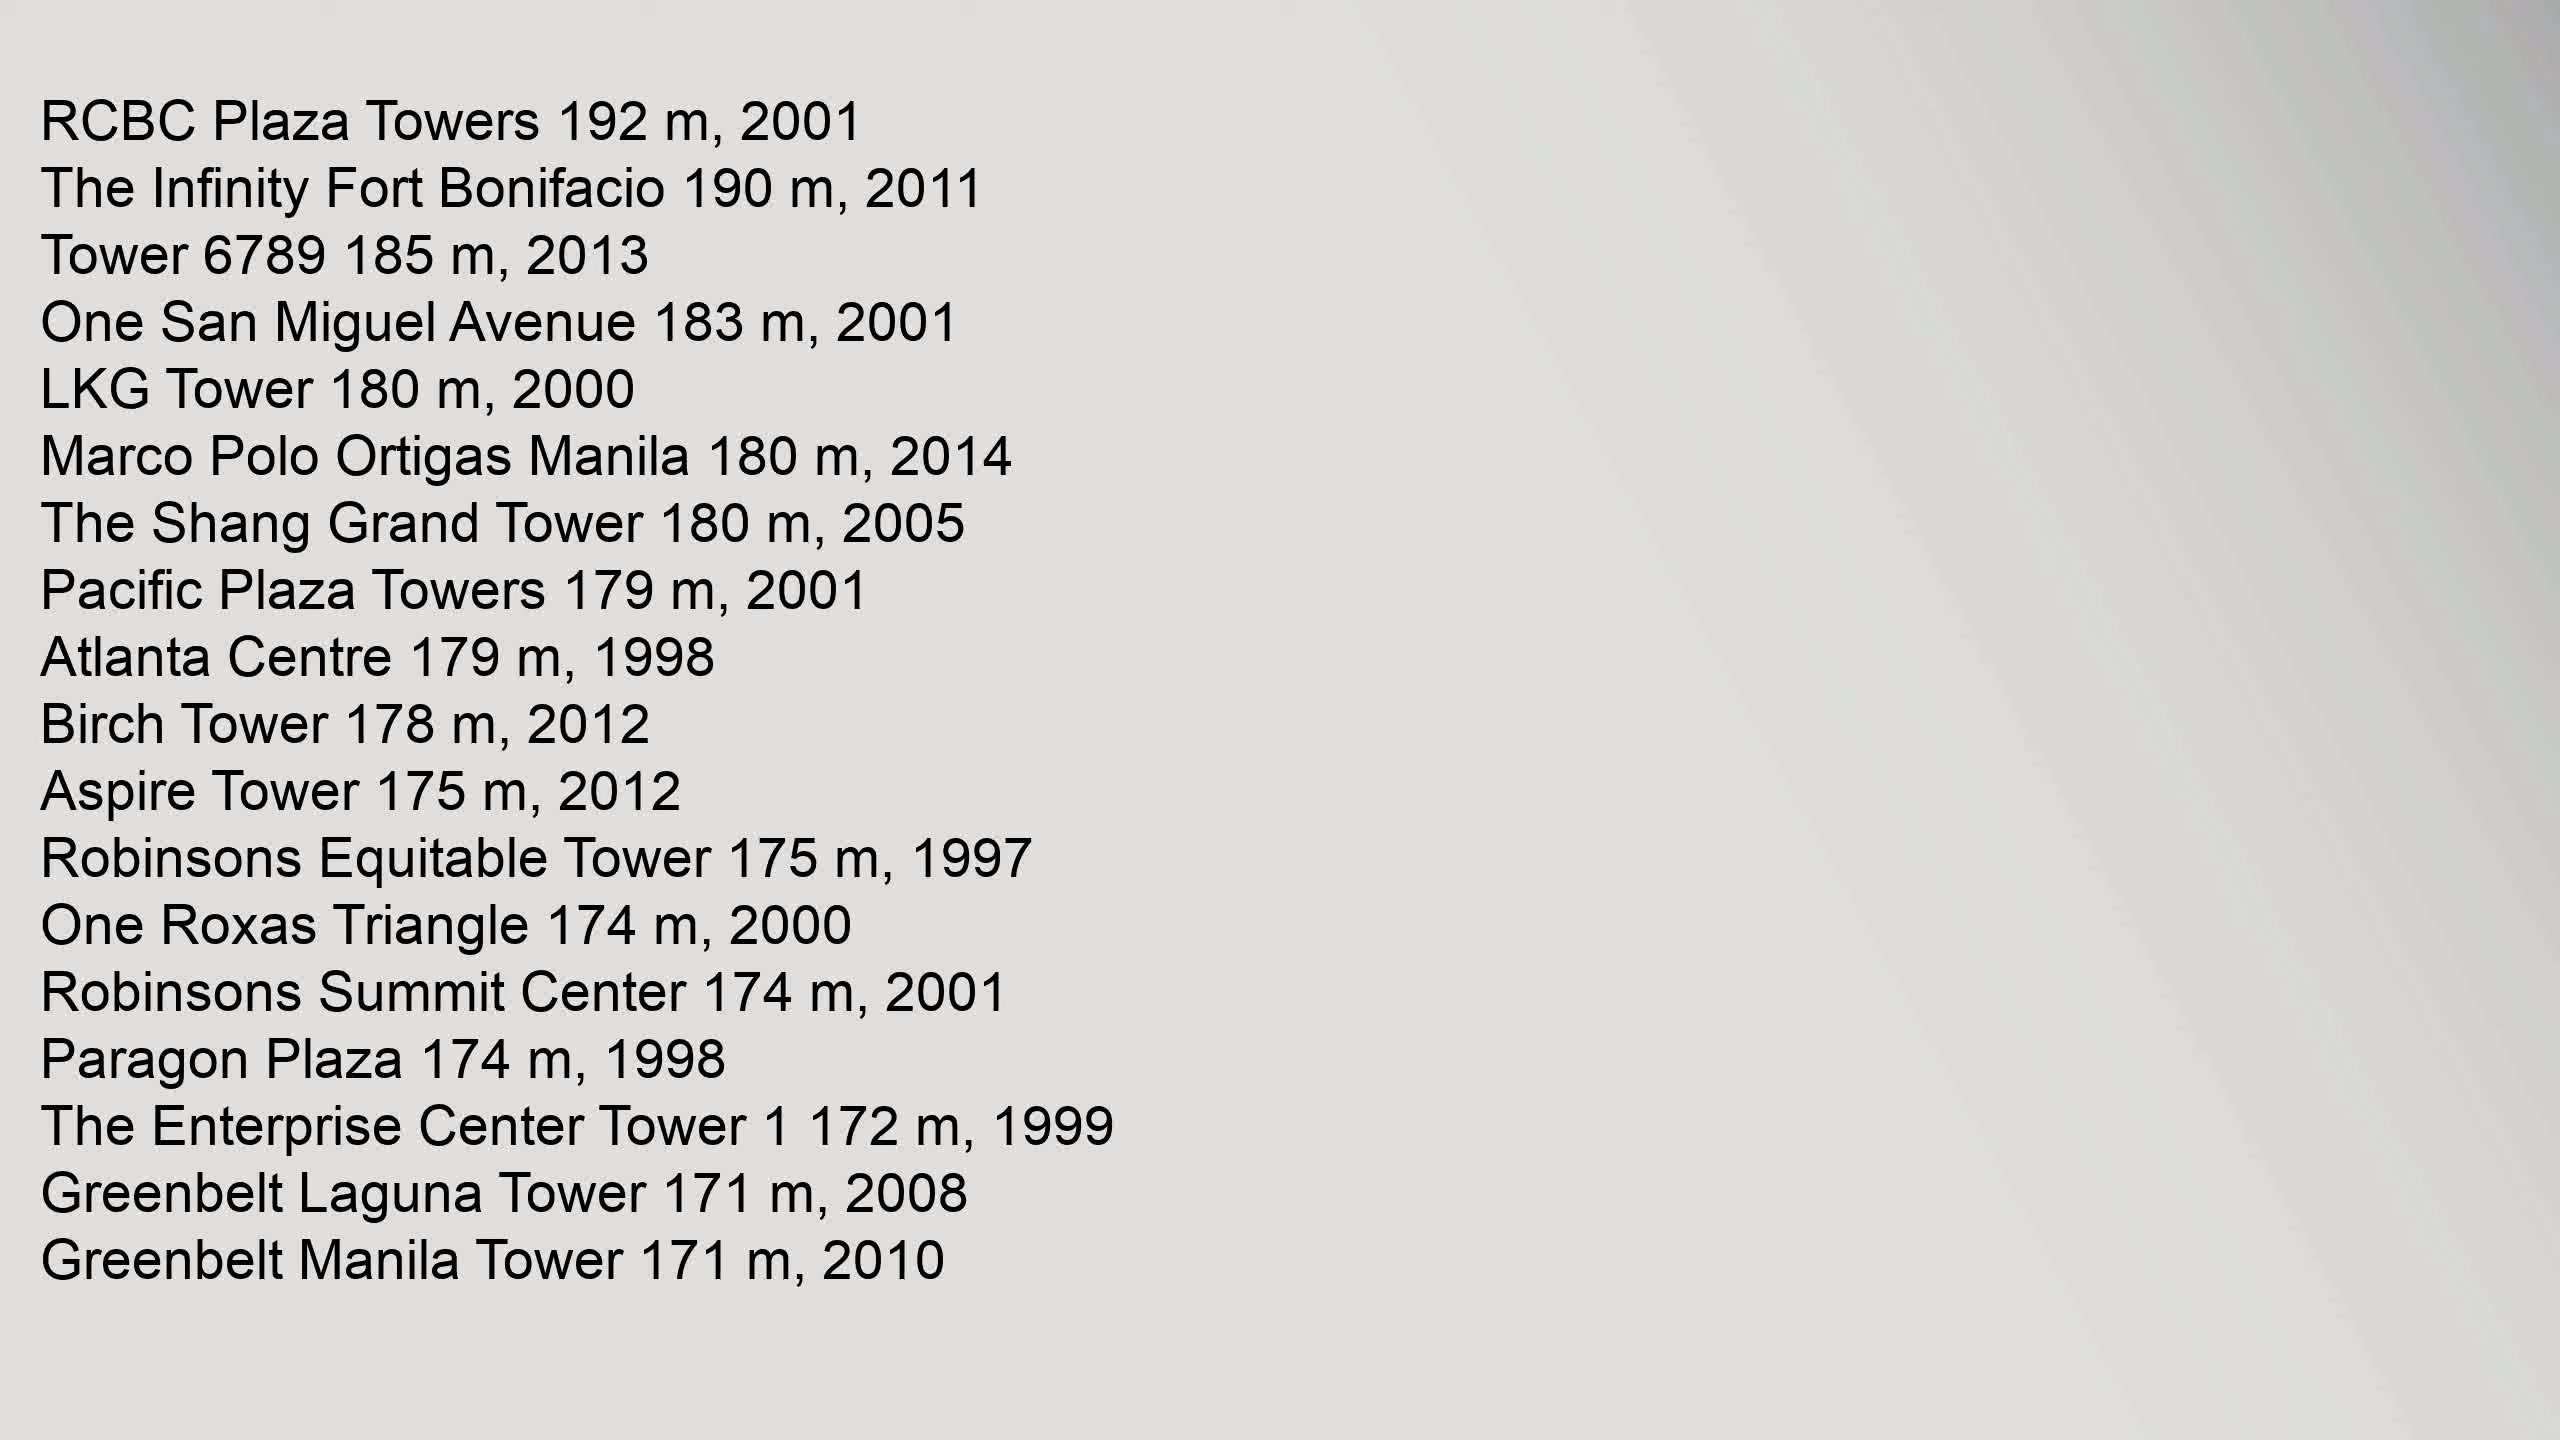 RCBC Plaza Towers 192 m, 2001
The Infinity Fort Bonifacio 190 m, 2011
Tower 6789 185 m, 2013
One San Miguel Avenue 183 m, 2001
LKG Tower 180 m, 2000
Marco Polo Ortigas Manila 180 m, 2014
The Shang Grand Tower 180 m, 2005
Pacific Plaza Towers 179 m, 2001
Atlanta Centre 179 m, 1998
Birch Tower 178 m, 2012
Aspire Tower 175 m, 2012
Robinsons Equitable Tower 175 m, 1997
One Roxas Triangle 174 m, 2000
Robinsons Summit Center 174 m, 2001
Paragon Plaza 174 m, 1998
The Enterprise Center Tower 1 172 m, 1999
Greenbelt Laguna Tower 171 m, 2008
Greenbelt Manila Tower 171 m, 2010